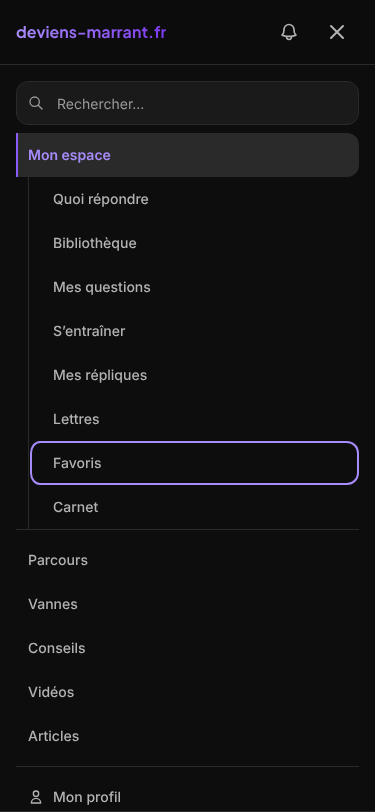 deviens-marrant.fr
Rechercher...
Mon espace
Quoi répondre
Bibliothèque
Mes questions
S’entraîner
Mes répliques
Lettres
Favoris
Carnet
Parcours
Vannes
Conseils
Vidéos
Articles
Mon profil